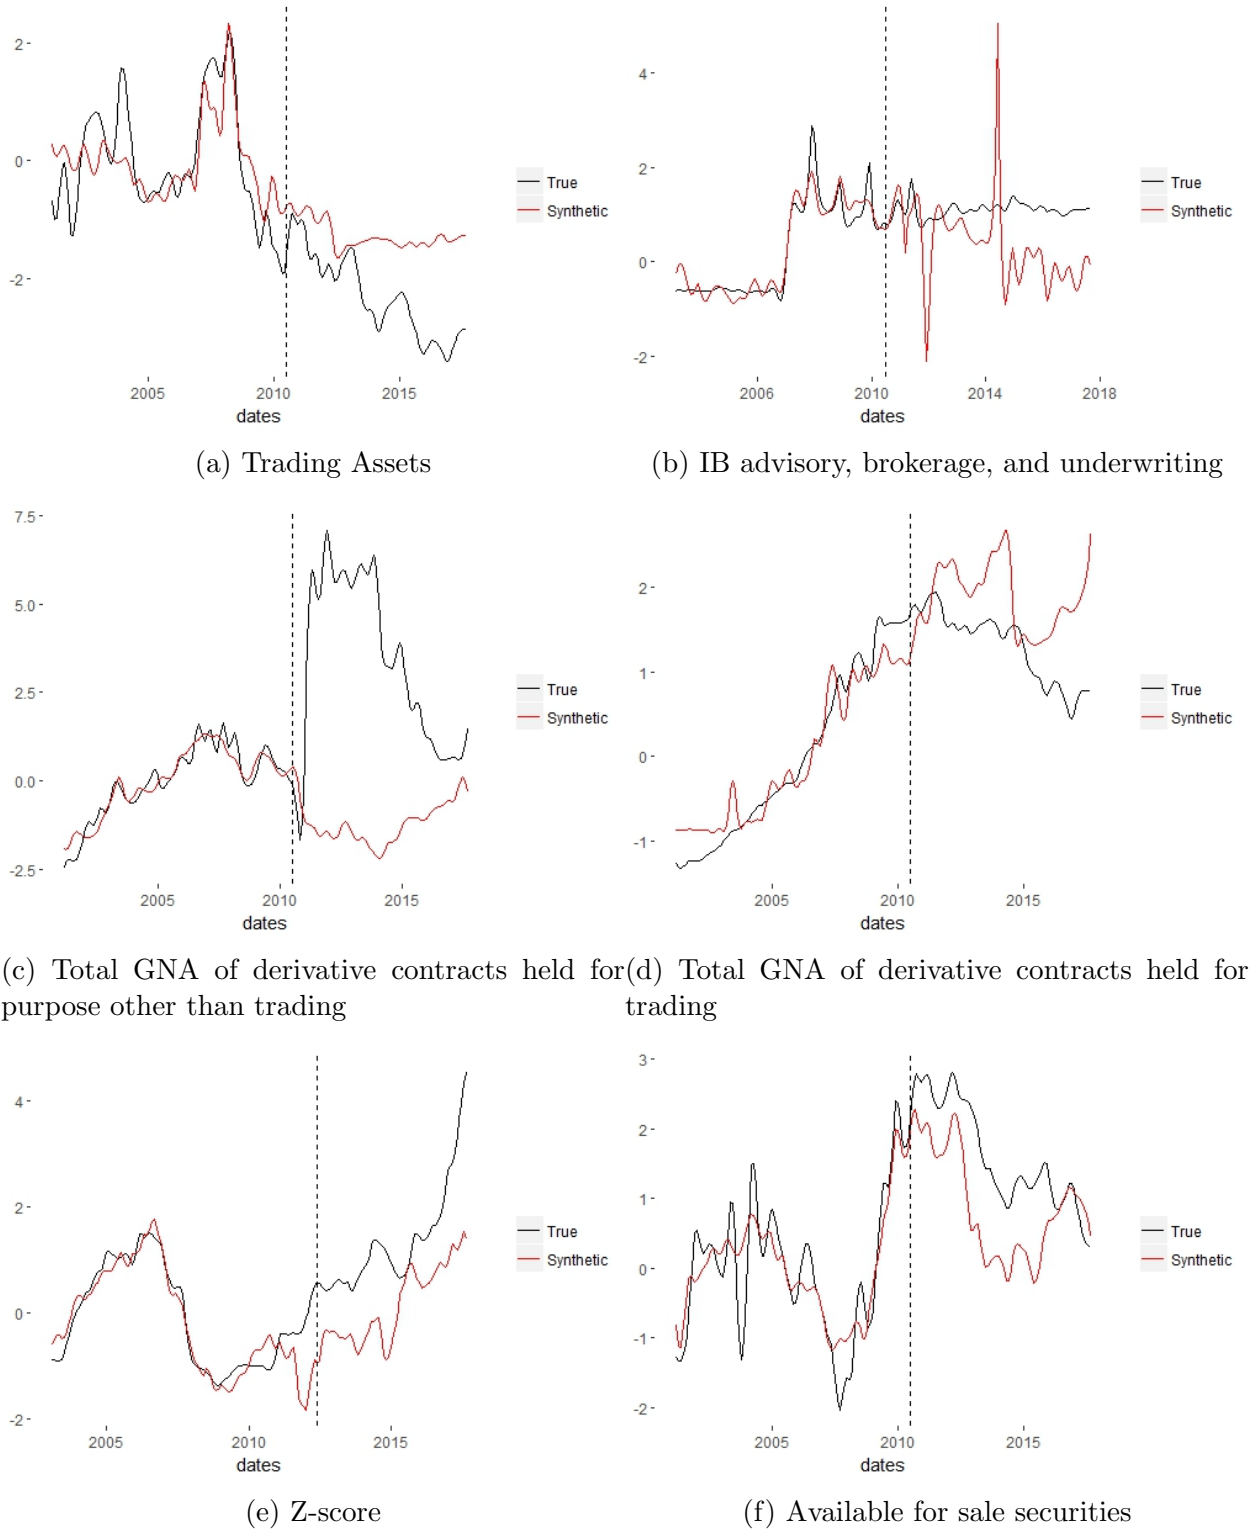 2-
0-
-2-
2005
2010
2015
dates
True
Synthetic
(a) Trading Assets
4-
2-
0-
-2-
2006
2010
2014
2018
dates
True
Synthetic
(b) IB advisory, brokerage, and underwriting
7.5-
5.0-
2.5-
0.0-
-2.5-
2005
2010
2015
dates
True
Synthetic
(c) Total GNA of derivative contracts held for
purpose other than trading
2-
1-
0-
-1-
2005
2010
2015
dates
True
Synthetic
(d) Total GNA of derivative contracts held for
trading
4-
2-
0-
-2-
2005
2010
2015
dates
True
Synthetic
(e) Z-score
3-
2-
1-
0-
-1-
-2-
2005
2010
2015
dates
True
Synthetic
(f) Available for sale securities